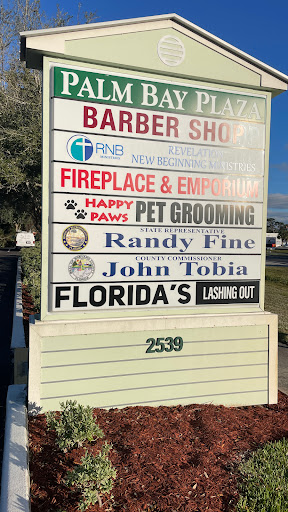 PALM BAY PLAZA
BARBER SHOP
RNB
REVELATION
NEW BEGINNING MINISTRIES
FIREPLACE & EMPORIUM
HAPPY PAWS PET GROOMING
STATE REPRESENTATIVE
Randy Fine
COUNTY COMMISSIONER
John Tobia
FLORIDA'S LASHING OUT
2539